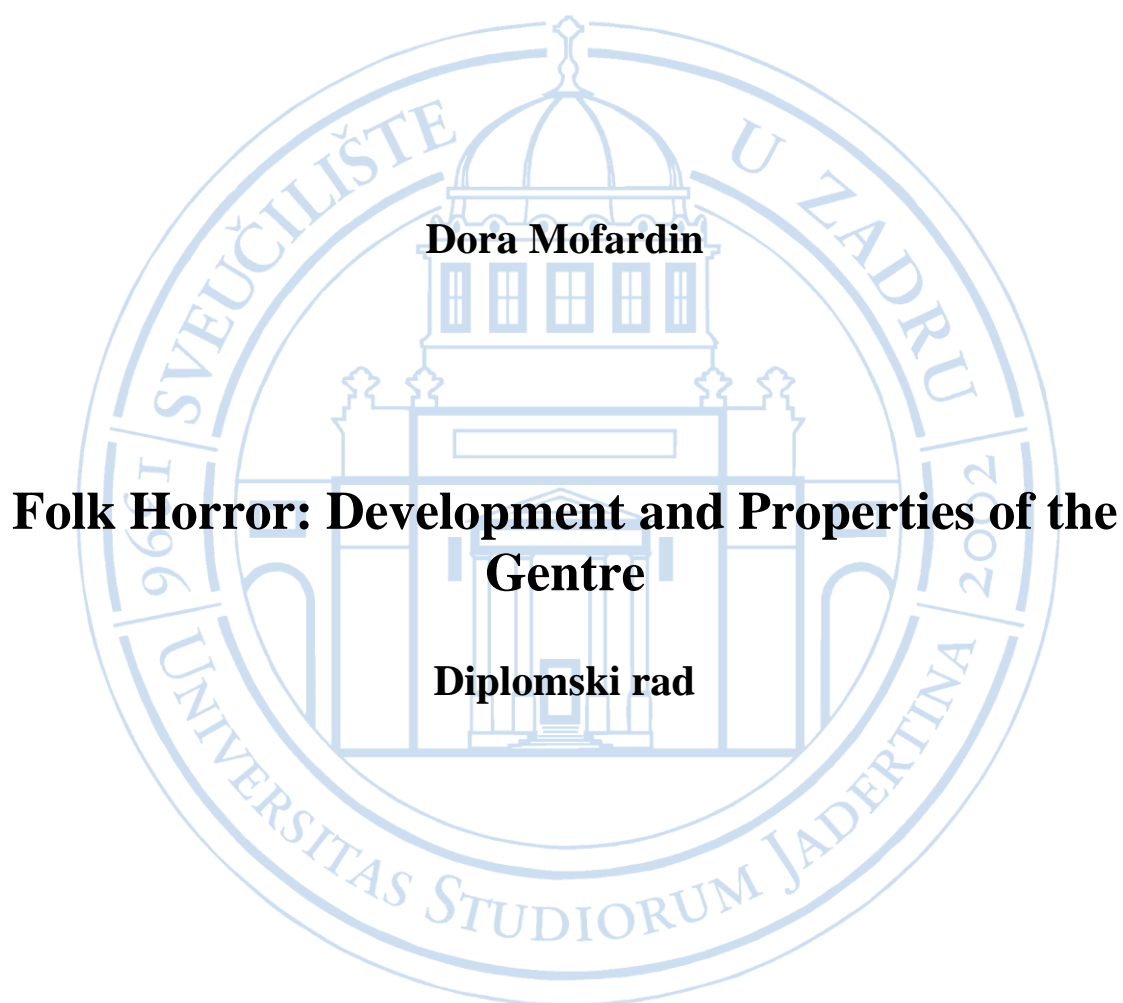 SVEUČILIŠTE U ZADRU
Dora Mofardin
1396
2002
Folk Horror: Development and Properties of the
Gentre
Diplomski rad
UNIVERSITAS STUDIORUM JADERTINA